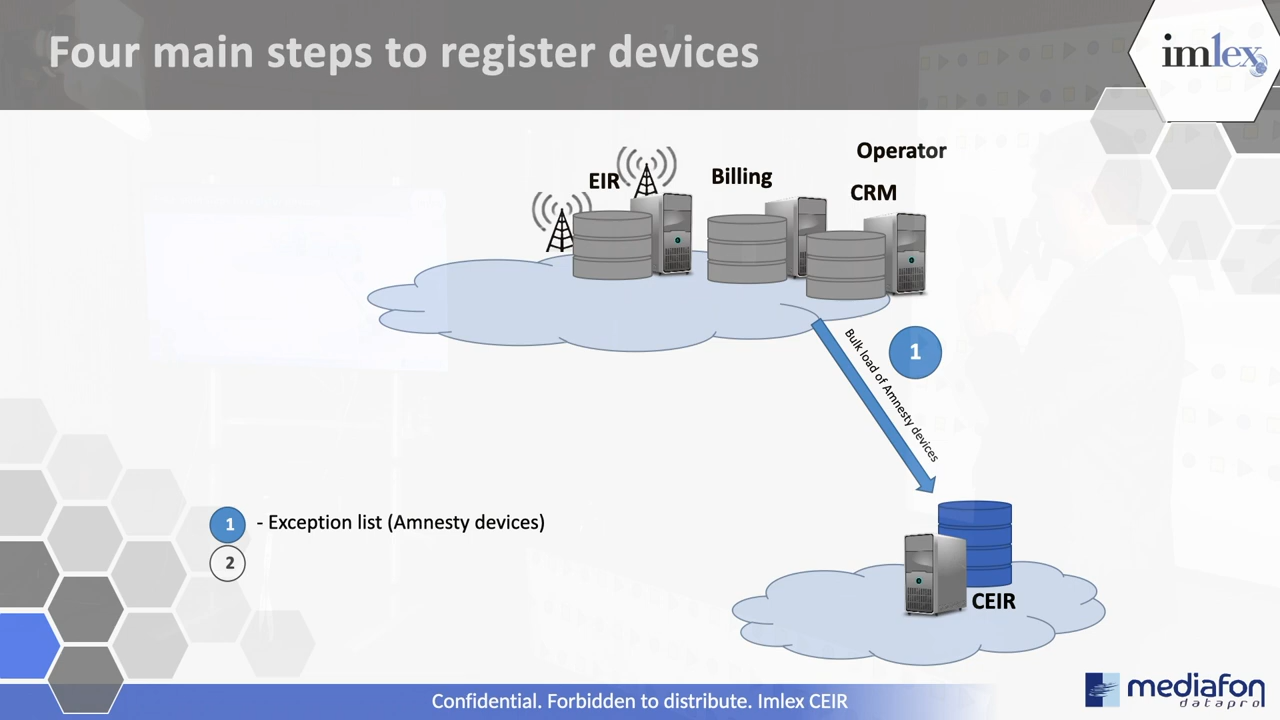 Four main steps to register devices
imlex
Operator
EIR
Billing
CRM
1
Bulk load of Amnesty devices
1 - Exception list (Amnesty devices)
2
CEIR
Confidential. Forbidden to distribute. Imlex CEIR
mediafon
datapro